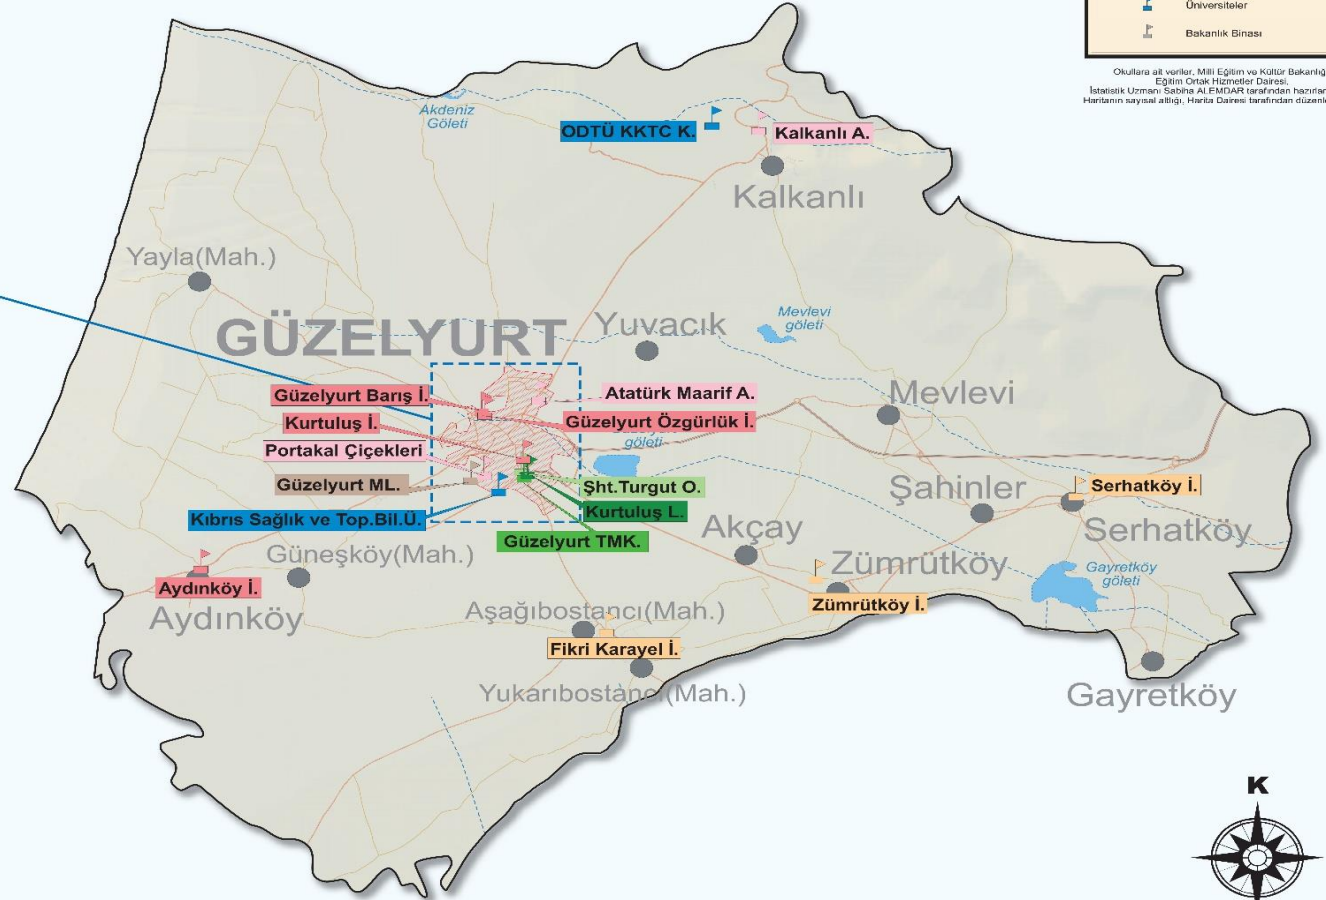 Üniversiteler
Bakanlık Binası
Okullara ait veriler, Milli Eğitim ve Kültür Bakanlığ
Eğitim Ortak Hizmetler Dairesi,
İstatistik Uzmanı Sabiha ALEMDAR tarafından hazırlan
Haritanın sayısal altlığı, Harita Dairesi tarafından düzenle
Akdeniz
Göleti
ODTÜ KKTC K.
Kalkanlı A.
Kalkanlı
Yayla(Mah.)
GÜZELYURT
Yuvacık
Mevlevi
göleti
Güzelyurt Barış İ.
Atatürk Maarif A.
Mevlevi
Kurtuluş İ.
Güzelyurt Özgürlük İ.
göleti
Portakal Çiçekleri
Güzelyurt ML.
Şht.Turgut O.
Şahinler
Serhatköy İ.
Kıbrıs Sağlık ve Top.Bil.Ü.
Kurtuluş L.
Akçay
Serhatköy
Güzelyurt TMK.
Güneşköy(Mah.)
Zümrütköy
Gayretköy
göleti
Aydınköy İ.
Aydınköy
Aşağıbostancı(Mah.)
Zümrütköy İ.
Fikri Karayel İ.
Yukarıbostancı(Mah.)
Gayretköy
K